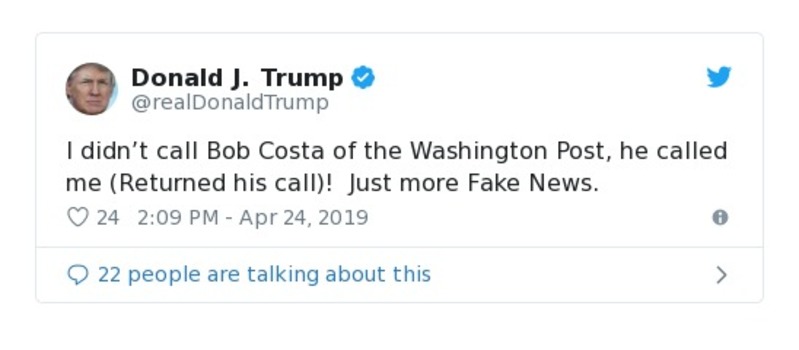 Donald J. Trump
@realDonaldTrump
I didn’t call Bob Costa of the Washington Post, he called
me (Returned his call)!  Just more Fake News.
24 2:09 PM - Apr 24, 2019
22 people are talking about this